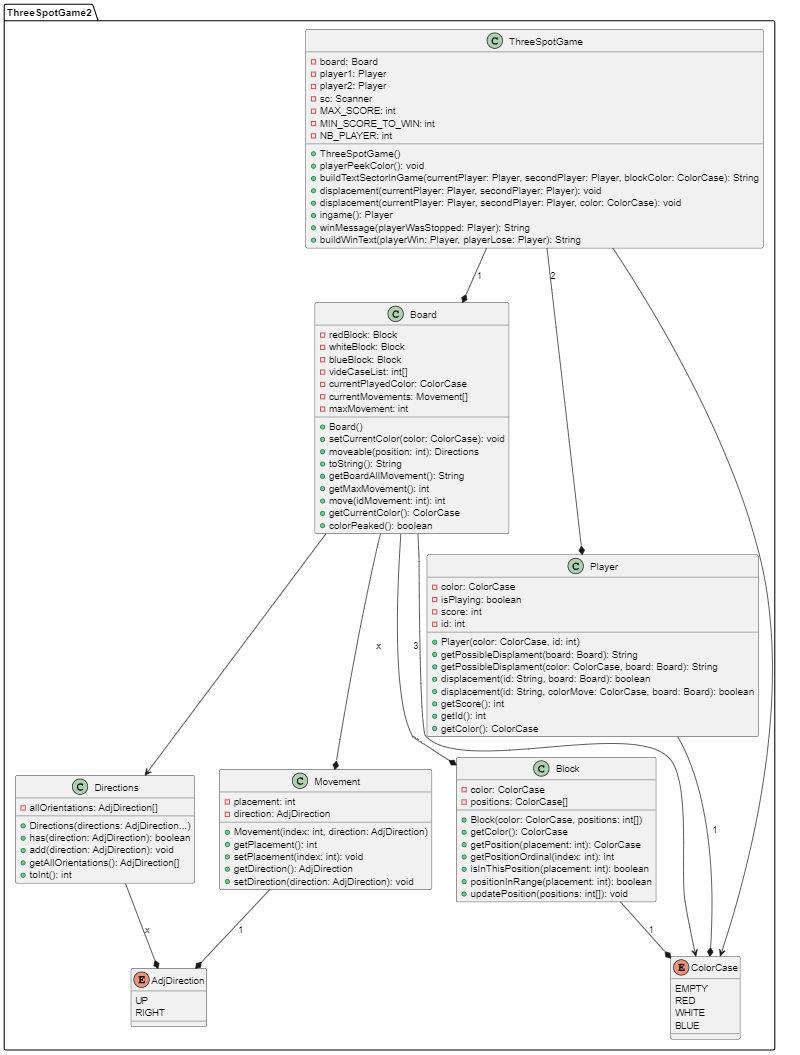 ThreeSpotGame2
C ThreeSpotGame
board: Board
player1: Player
player2: Player
sc: Scanner
MAX_SCORE: int
MIN_SCORE_TO_WIN: int
NB_PLAYER: int
ThreeSpotGame()
playerPeekColor(): void
buildTextSectorInGame(currentPlayer: Player, secondPlayer: Player, blockColor: ColorCase): String
displacement(currentPlayer: Player, secondPlayer: Player): void
displacement(currentPlayer: Player, secondPlayer: Player, color: ColorCase): void
ingame(): Player
winMessage(playerWasStopped: Player): String
buildWinText(playerWin: Player, playerLose: Player): String
1
2
C Board
redBlock: Block
whiteBlock: Block
blueBlock: Block
videCaseList: int[]
currentPlayedColor: ColorCase
currentMovements: Movement[]
maxMovement: int
Board()
setCurrentColor(color: ColorCase): void
moveable(position: int): Directions
toString(): String
getBoardAllMovement(): String
getMaxMovement(): int
move(idMovement: int): int
getCurrentColor(): ColorCase
colorPeaked(): boolean
C Player
color: ColorCase
isPlaying: boolean
score: int
id: int
Player(color: ColorCase, id: int)
getPossibleDisplament(board: Board): String
getPossibleDisplament(color: ColorCase, board: Board): String
displacement(id: String, board: Board): boolean
displacement(id: String, colorMove: ColorCase, board: Board): boolean
getScore(): int
getId(): int
getColor(): ColorCase
x
3
C Directions
allOrientations: AdjDirection[]
Directions(directions: AdjDirection...)
has(direction: AdjDirection): boolean
add(direction: AdjDirection): void
getAllOrientations(): AdjDirection[]
toInt(): int
C Movement
placement: int
direction: AdjDirection
Movement(index: int, direction: AdjDirection)
getPlacement(): int
setPlacement(index: int): void
getDirection(): AdjDirection
setDirection(direction: AdjDirection): void
C Block
color: ColorCase
positions: ColorCase[]
Block(color: ColorCase, positions: int[])
getColor(): ColorCase
getPosition(placement: int): ColorCase
getPositionOrdinal(index: int): int
isInThisPosition(placement: int): boolean
positionInRange(placement: int): boolean
updatePosition(positions: int[]): void
1
x
1
1
E AdjDirection
UP
RIGHT
E ColorCase
EMPTY
RED
WHITE
BLUE